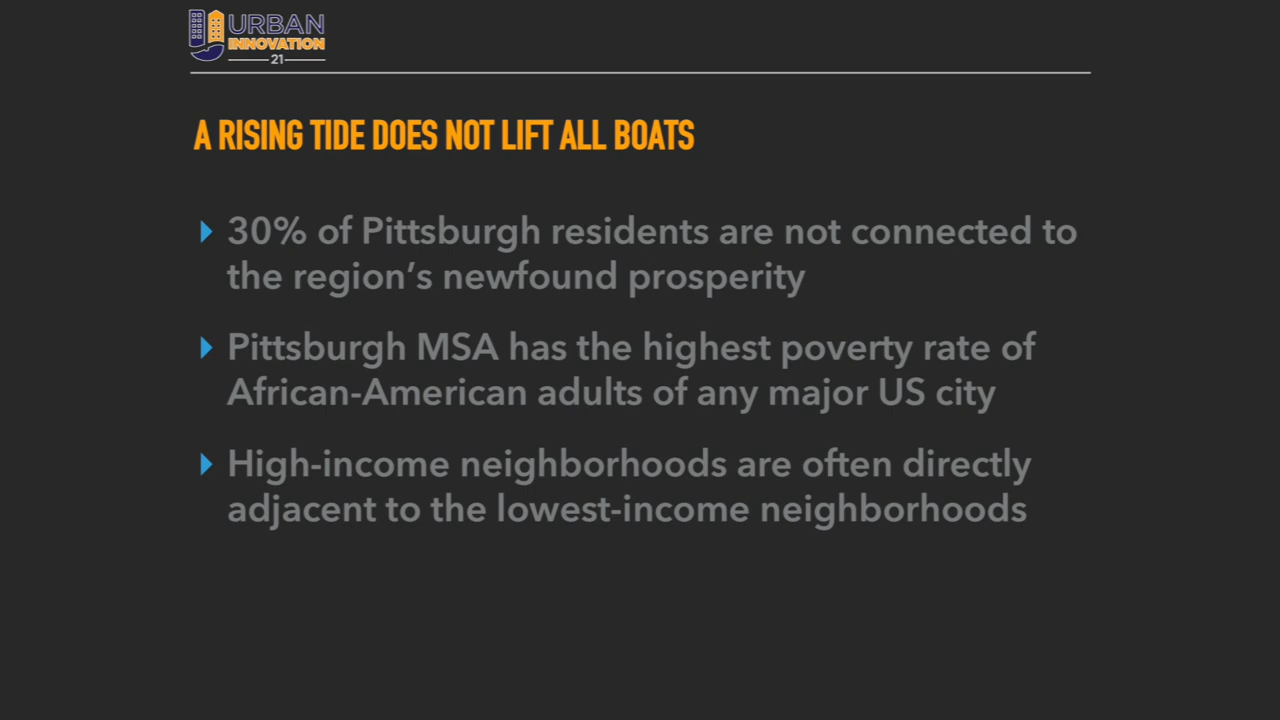 URBAN
INNOVATION
21
A RISING TIDE DOES NOT LIFT ALL BOATS
30% of Pittsburgh residents are not connected to
the region’s newfound prosperity
Pittsburgh MSA has the highest poverty rate of
African-American adults of any major US city
High-income neighborhoods are often directly
adjacent to the lowest-income neighborhoods